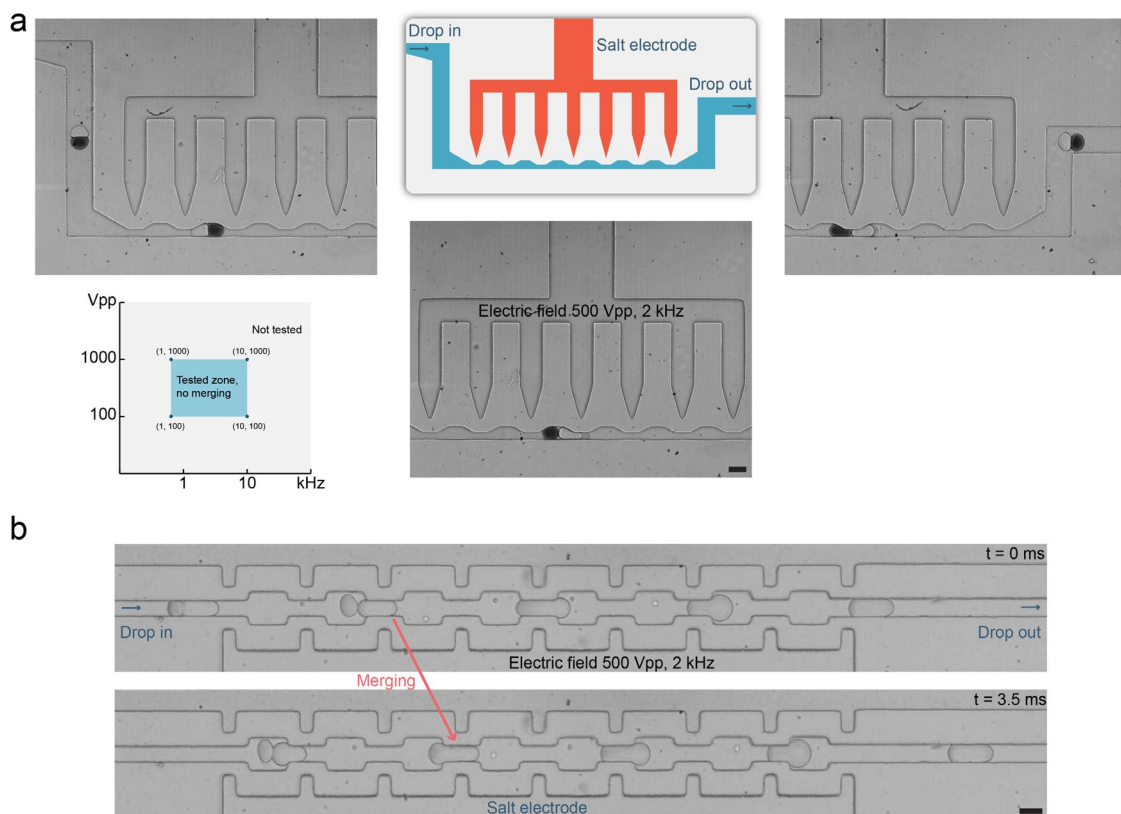 a
Drop in
Salt electrode
Drop out
Electric field 500 Vpp, 2 kHz
Vpp
Not tested
1000
(1, 1000)
(10, 1000)
Tested zone,
no merging
100
(1, 100)
(10, 100)
1
10
kHz
b
t = 0 ms
Drop in
Drop out
Electric field 500 Vpp, 2 kHz
Merging
t = 3.5 ms
Salt electrode